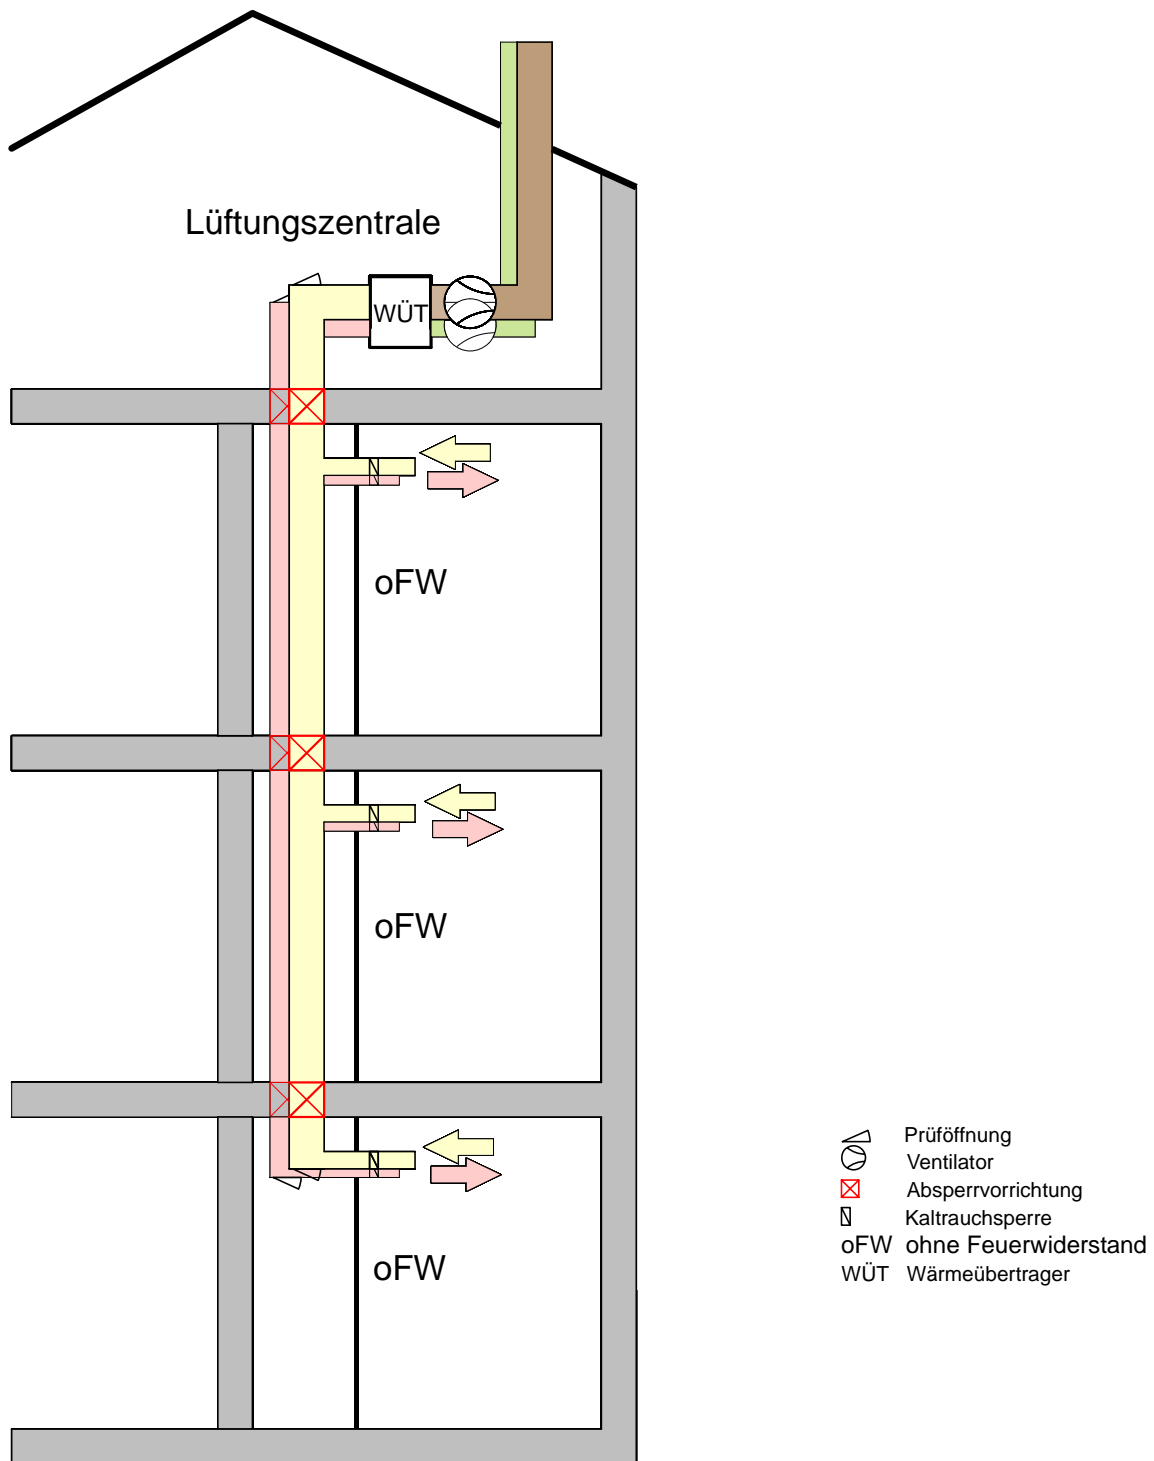 Lüftungszentrale
WÜT
oFW
oFW
oFW
Prüföffnung
Ventilator
Absperrvorrichtung
Kaltrauchsperre
oFW ohne Feuerwiderstand
WÜT Wärmeübertrager